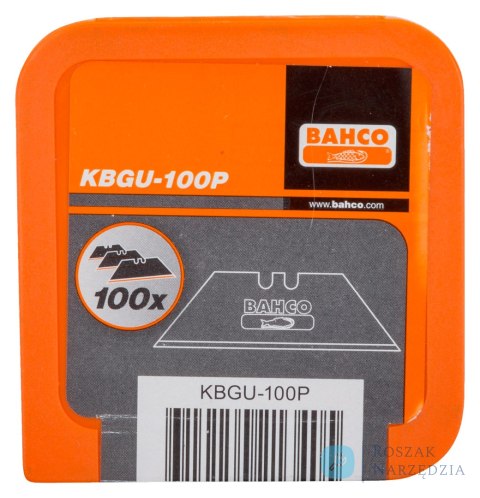 BAHCO
KBGU-100P
www.bahco.com
100x
BAHCO
KBGU-100P
ROSZAK
NARZĘDZIA